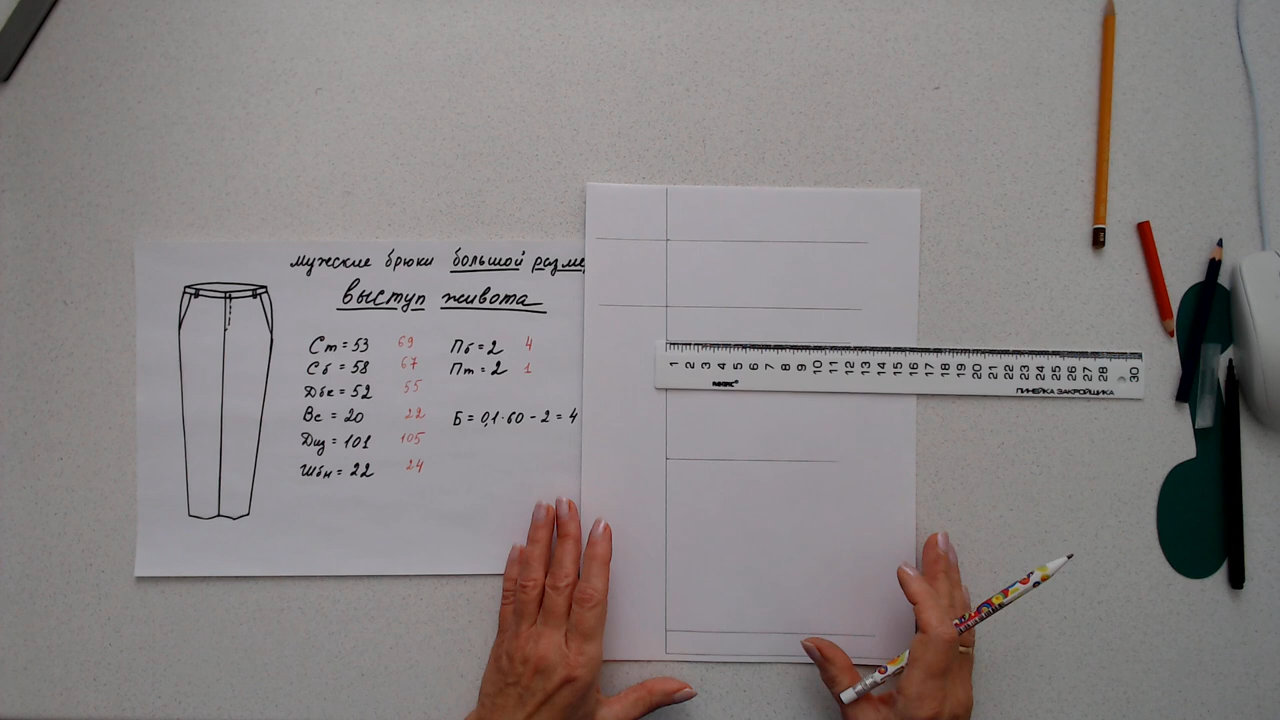 мужские брюки большой разме
выступ живота
Ст = 53 69 Пб = 2 4
Сб = 58 67 Пт = 2 1
Дбк = 52 55
Вс = 20 22 Б = 0,1·60 - 2 = 4
Диз = 101 105
Шбн = 22 24
1 2 3 4 5 6 7 8 9 10 11 12 13 14 15 16 17 18 19 20 21 22 23 24 25 26 27 28 30
ЛИНЕЙКА ЗАКРОЙЩИКА